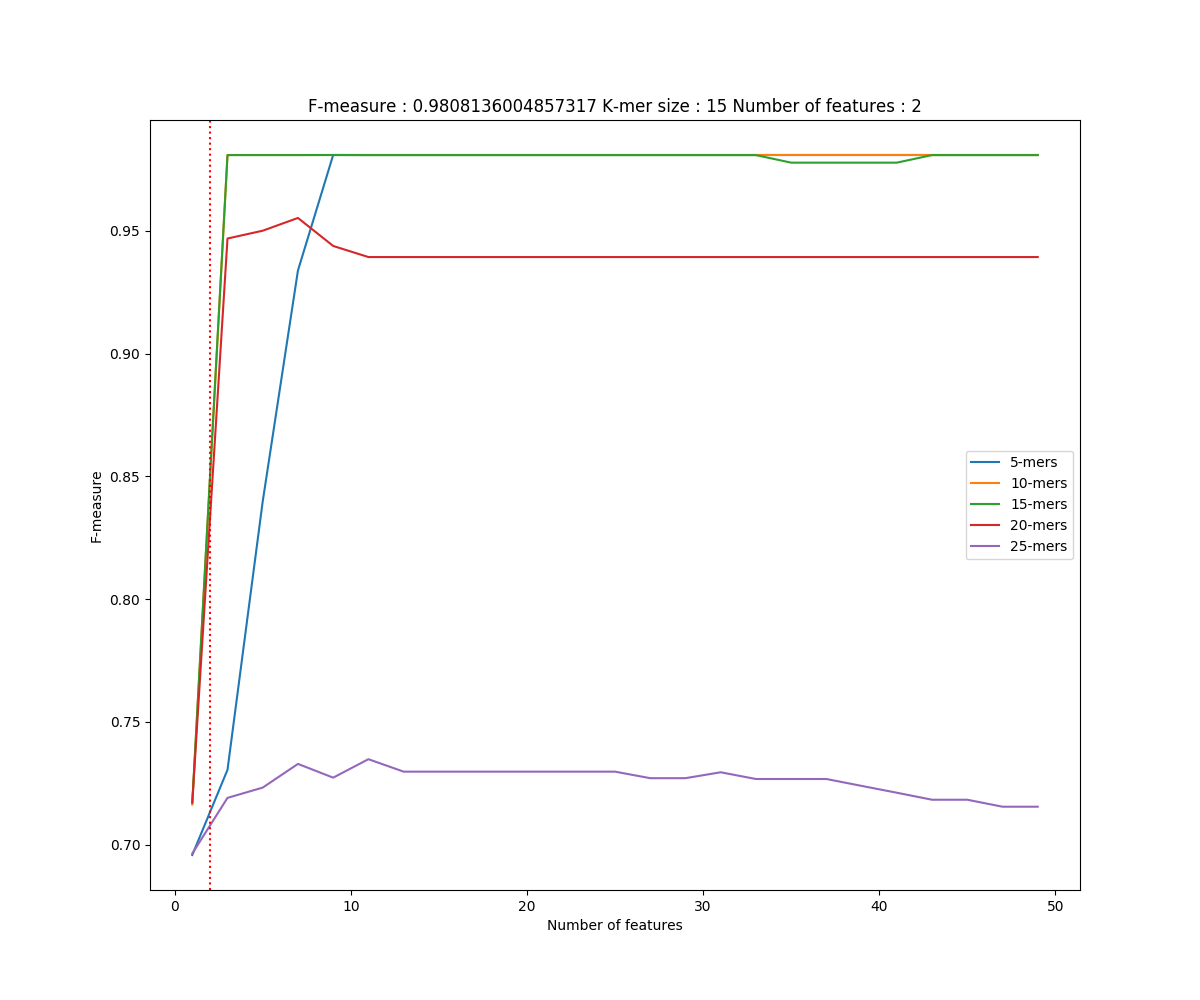 F-measure : 0.9808136004857317 K-mer size : 15 Number of features : 2
0.95
0.90
0.85
0.80
0.75
0.70
F-measure
5-mers
10-mers
15-mers
20-mers
25-mers
0 10 20 30 40 50
Number of features